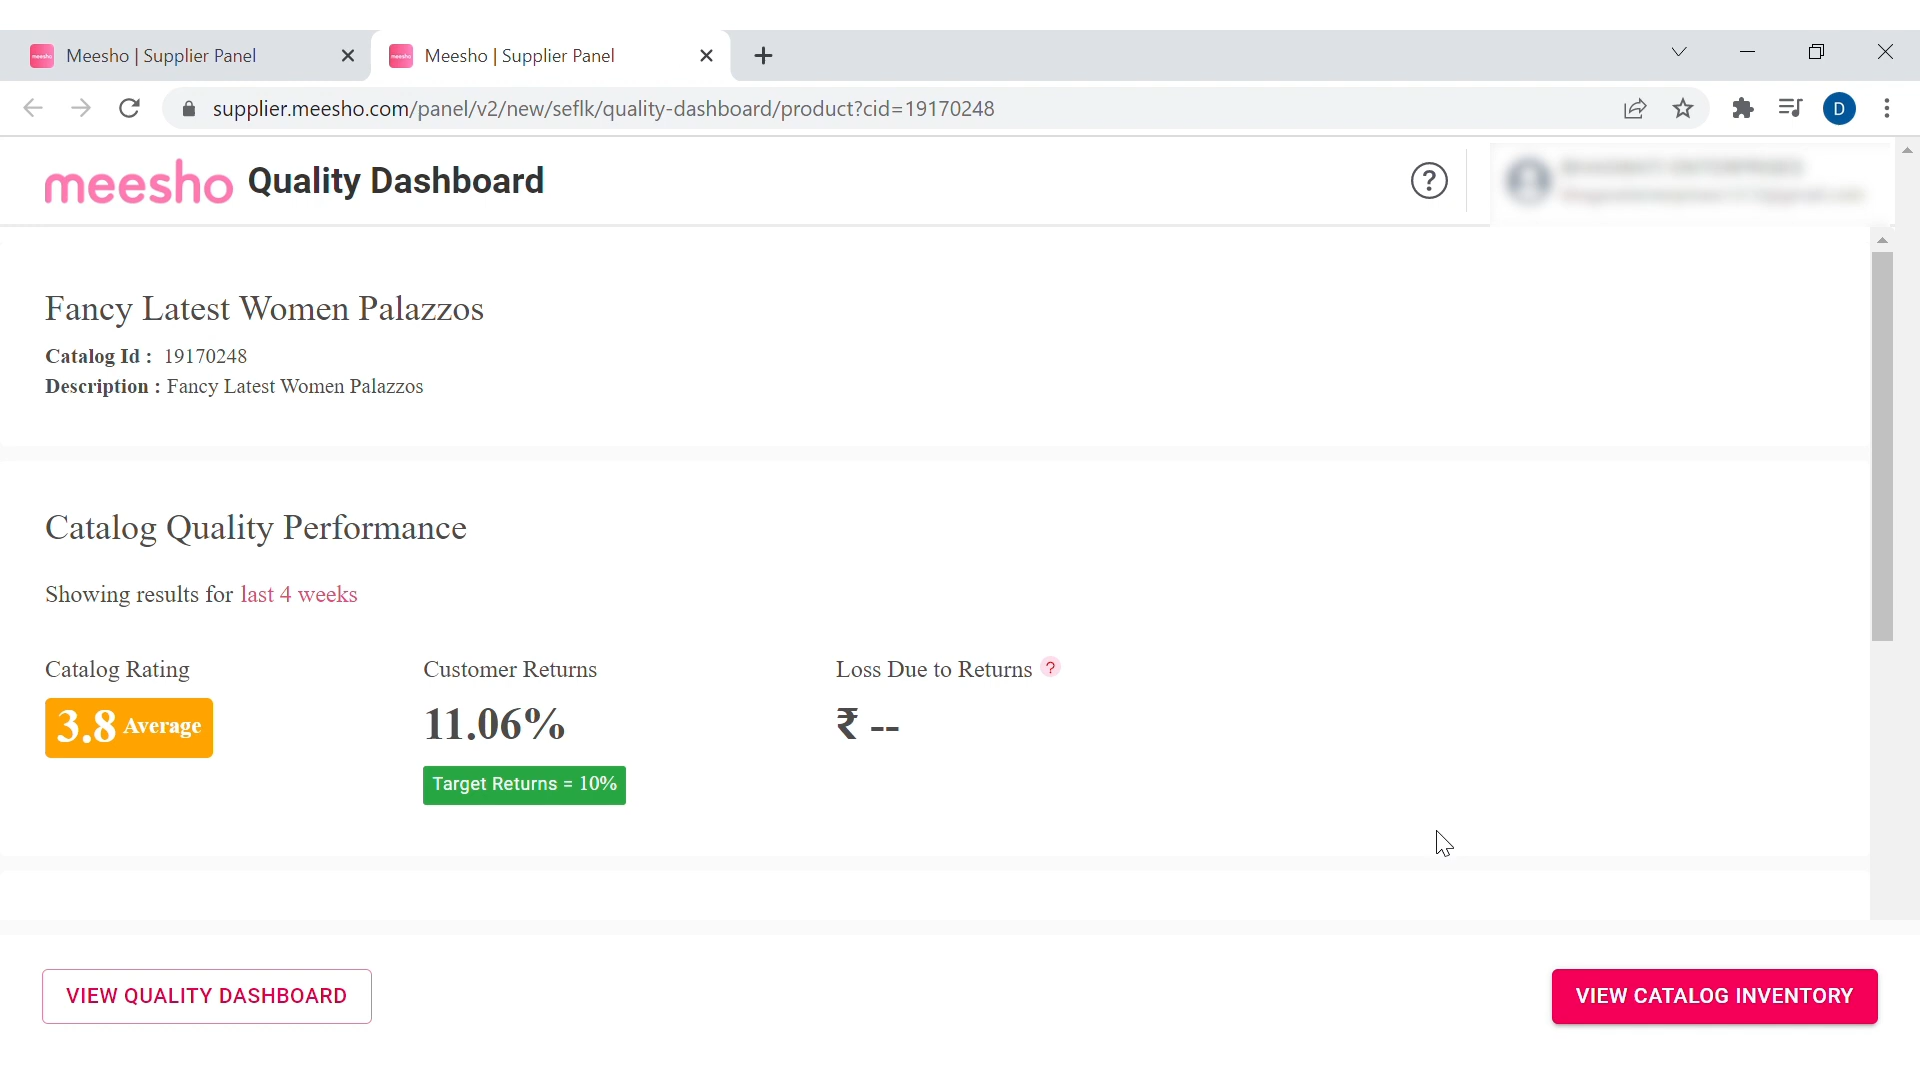 Meesho | Supplier Panel
Meesho | Supplier Panel
supplier.meesho.com/panel/v2/new/seflk/quality-dashboard/product?cid=19170248
D
meesho Quality Dashboard
?
Fancy Latest Women Palazzos
Catalog Id : 19170248
Description : Fancy Latest Women Palazzos
Catalog Quality Performance
Showing results for last 4 weeks
Catalog Rating
3.8 Average
Customer Returns
11.06%
Target Returns = 10%
Loss Due to Returns ?
₹ --
VIEW QUALITY DASHBOARD
VIEW CATALOG INVENTORY